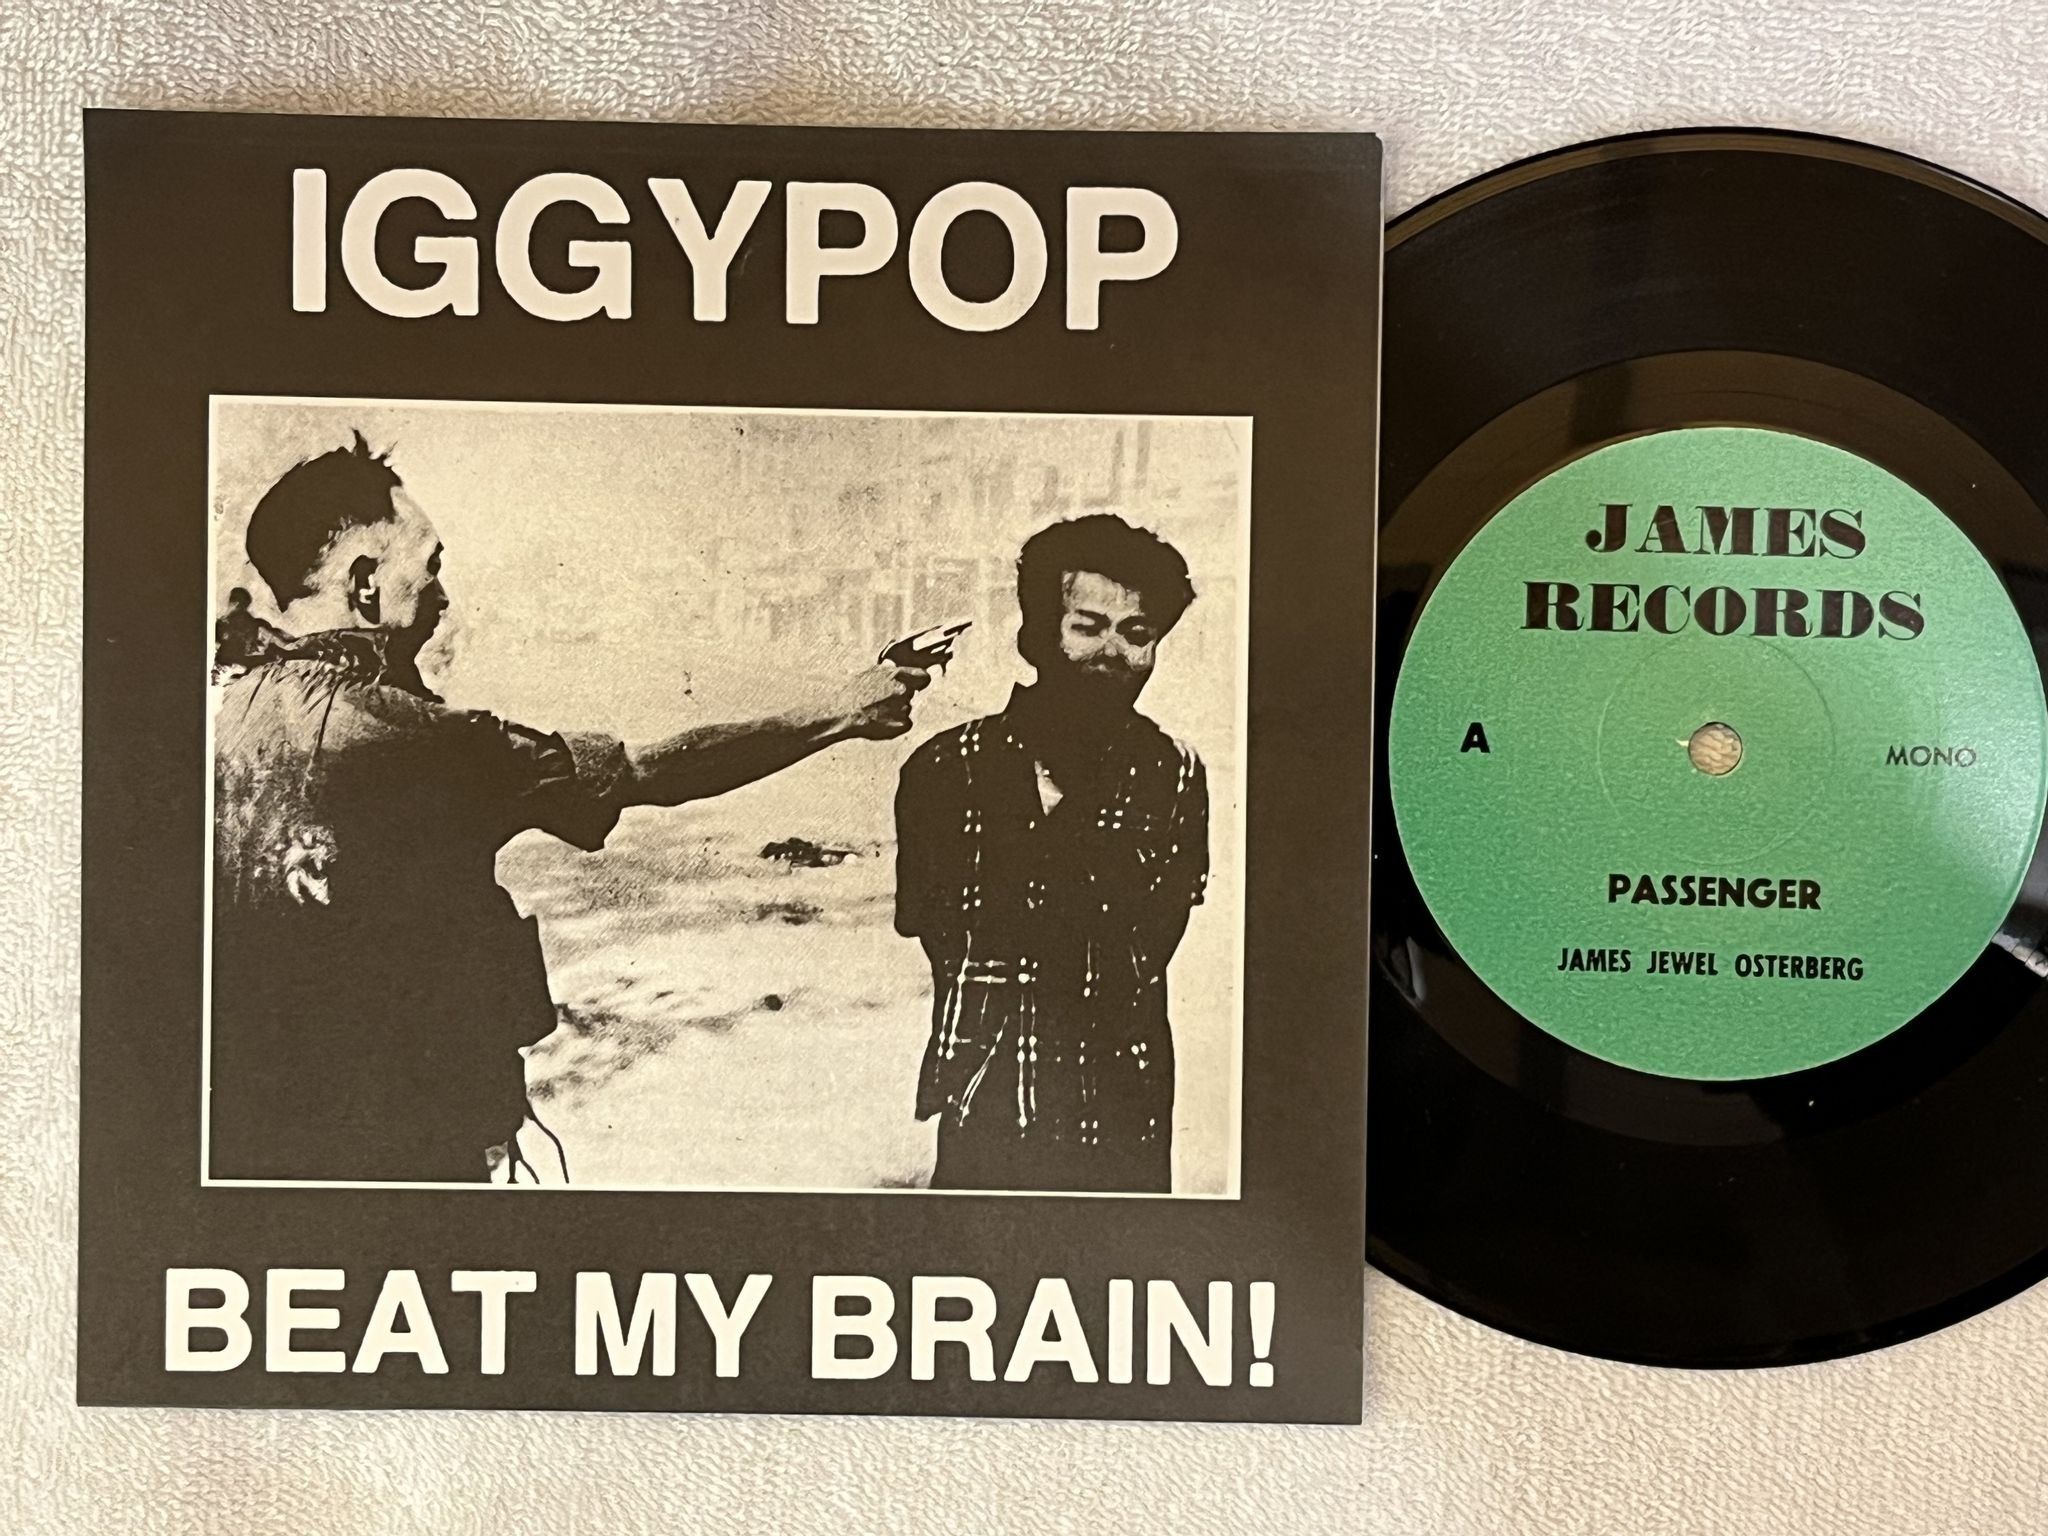 IGGYPOP
BEAT MY BRAIN!
JAMES
RECORDS
A
MONO
PASSENGER
JAMES JEWEL OSTERBERG